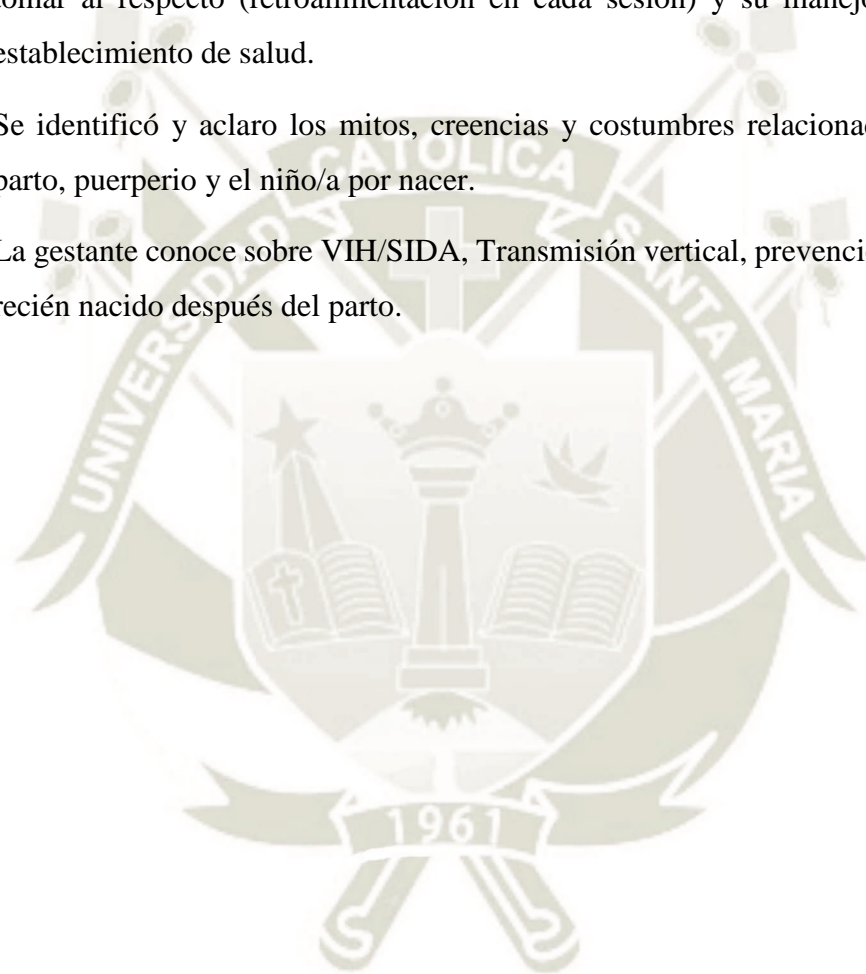 tomar al respecto (retroalimentación en cada sesión) y su manejo
establecimiento de salud.
Se identificó y aclaro los mitos, creencias y costumbres
parto, puerperio y el niño/a por nacer.
La gestante conoce sobre VIH/SIDA, Transmisión vertical,
recién nacido después del parto.
UNIVERSIDAD CATOLICA SANTA MARIA
1961